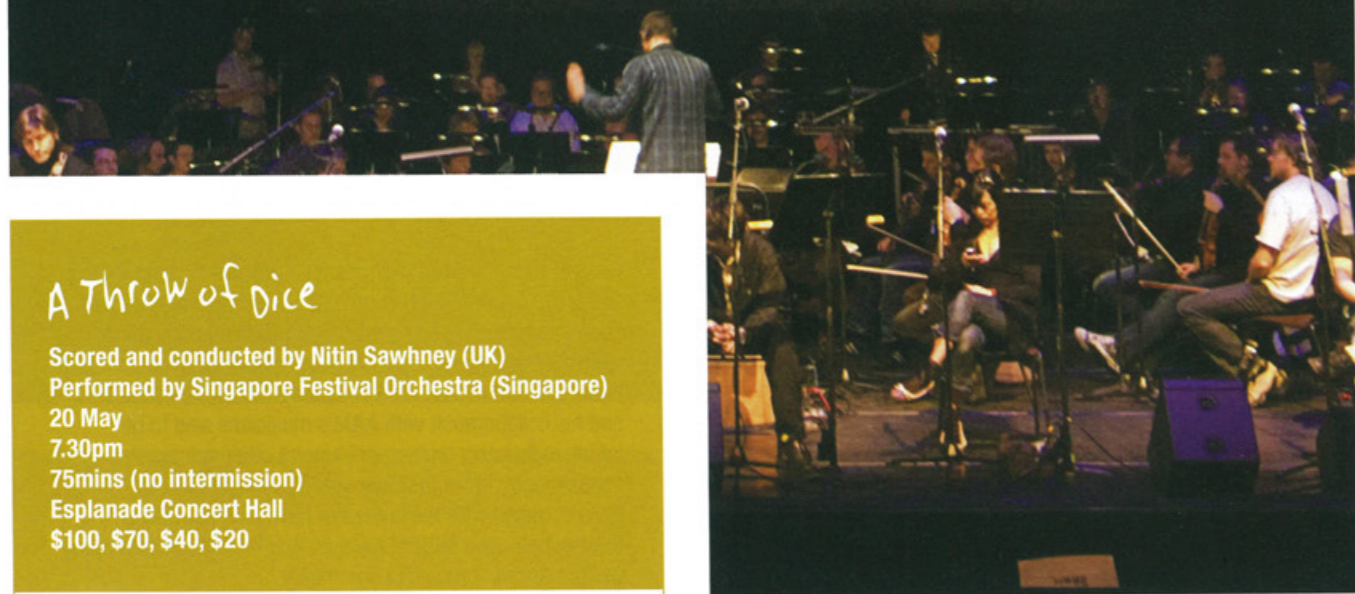 A Throw of Dice
Scored and conducted by Nitin Sawhney (UK)
Performed by Singapore Festival Orchestra (Singapore)
20 May
7.30pm
75mins (no intermission)
Esplanade Concert Hall
$100, $70, $40, $20